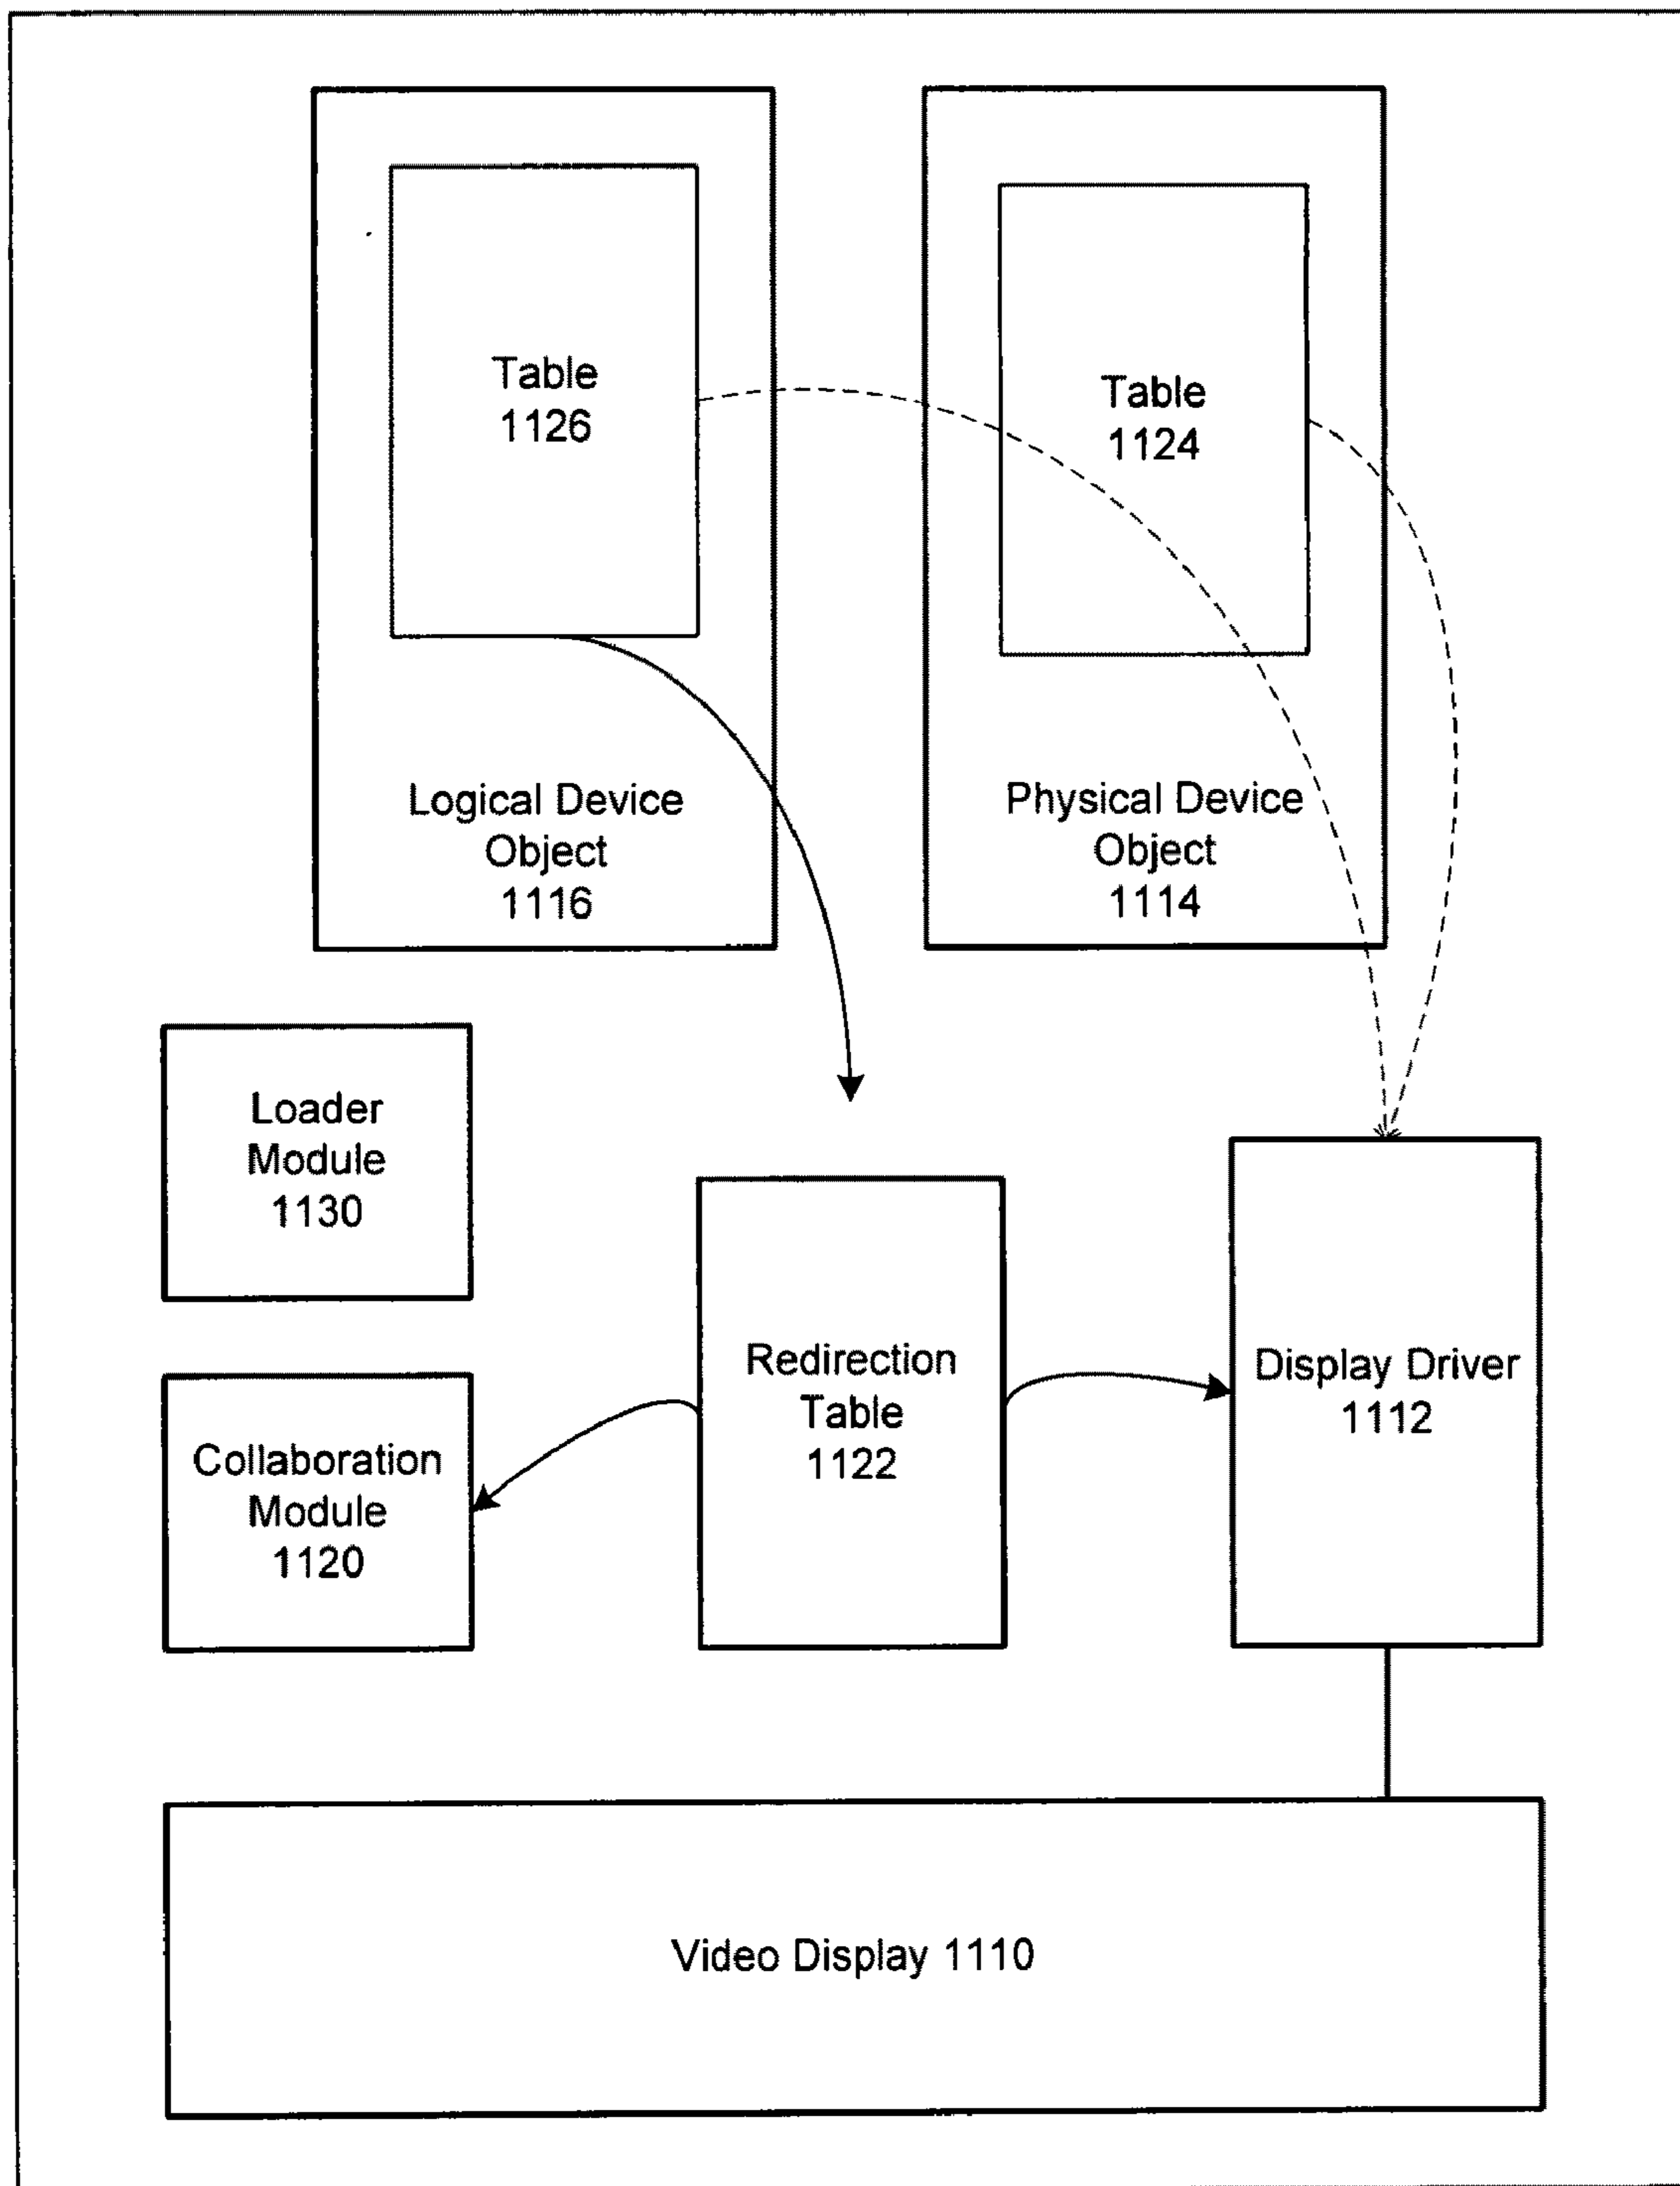 Table
1126
Table
1124
Logical Device
Object
1116
Physical Device
Object
1114
Loader
Module
1130
Redirection
Table
1122
Display Driver
1112
Collaboration
Module
1120
Video Display 1110